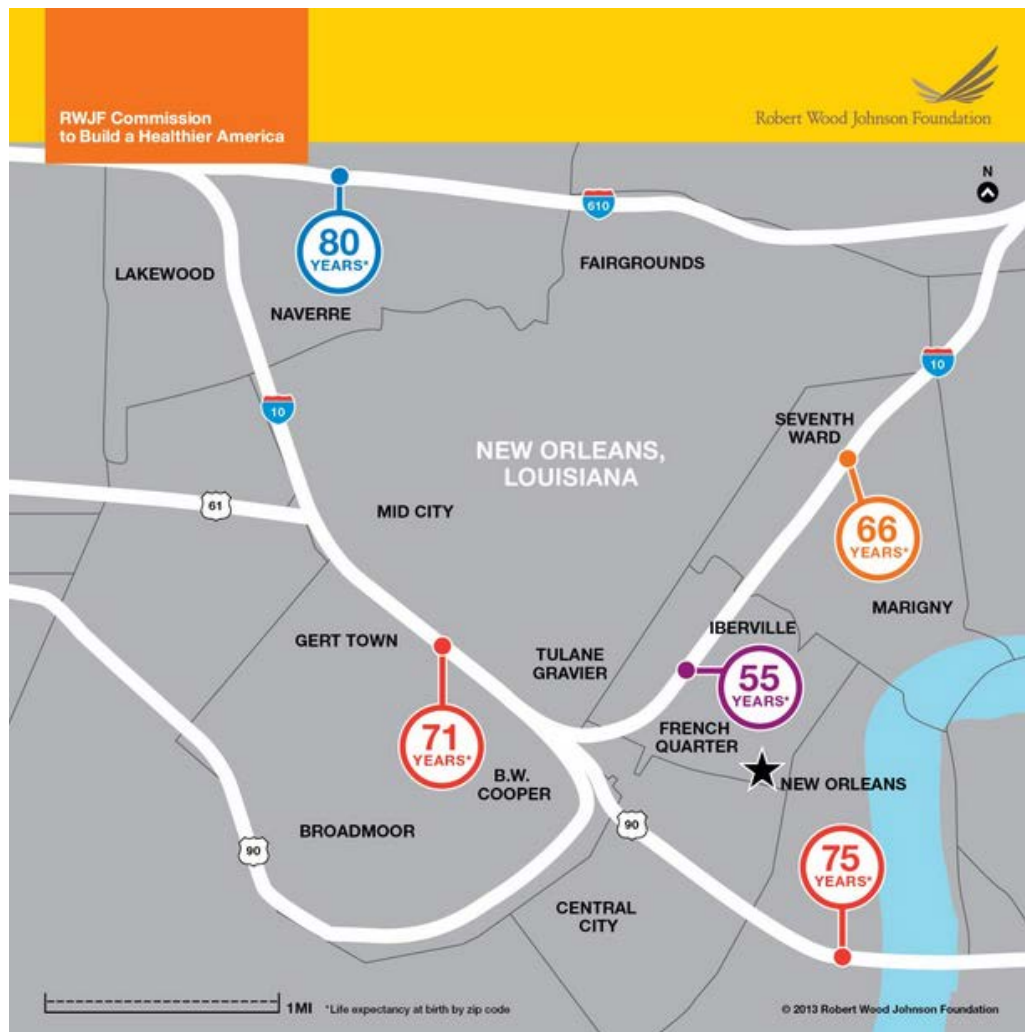 RWJF Commission
to Build a Healthier America
Robert Wood Johnson Foundation
N
610
80
YEARS*
FAIRGROUNDS
LAKEWOOD
NAVERRE
10
10
SEVENTH
WARD
NEW ORLEANS,
LOUISIANA
61
MID CITY
66
YEARS*
MARIGNY
IBERVILLE
GERT TOWN
TULANE
GRAVIER
55
YEARS*
FRENCH
QUARTER
71
YEARS*
B.W.
COOPER
NEW ORLEANS
BROADMOOR
90
90
75
YEARS*
CENTRAL
CITY
1MI
*Life expectancy at birth by zip code
© 2013 Robert Wood Johnson Foundation